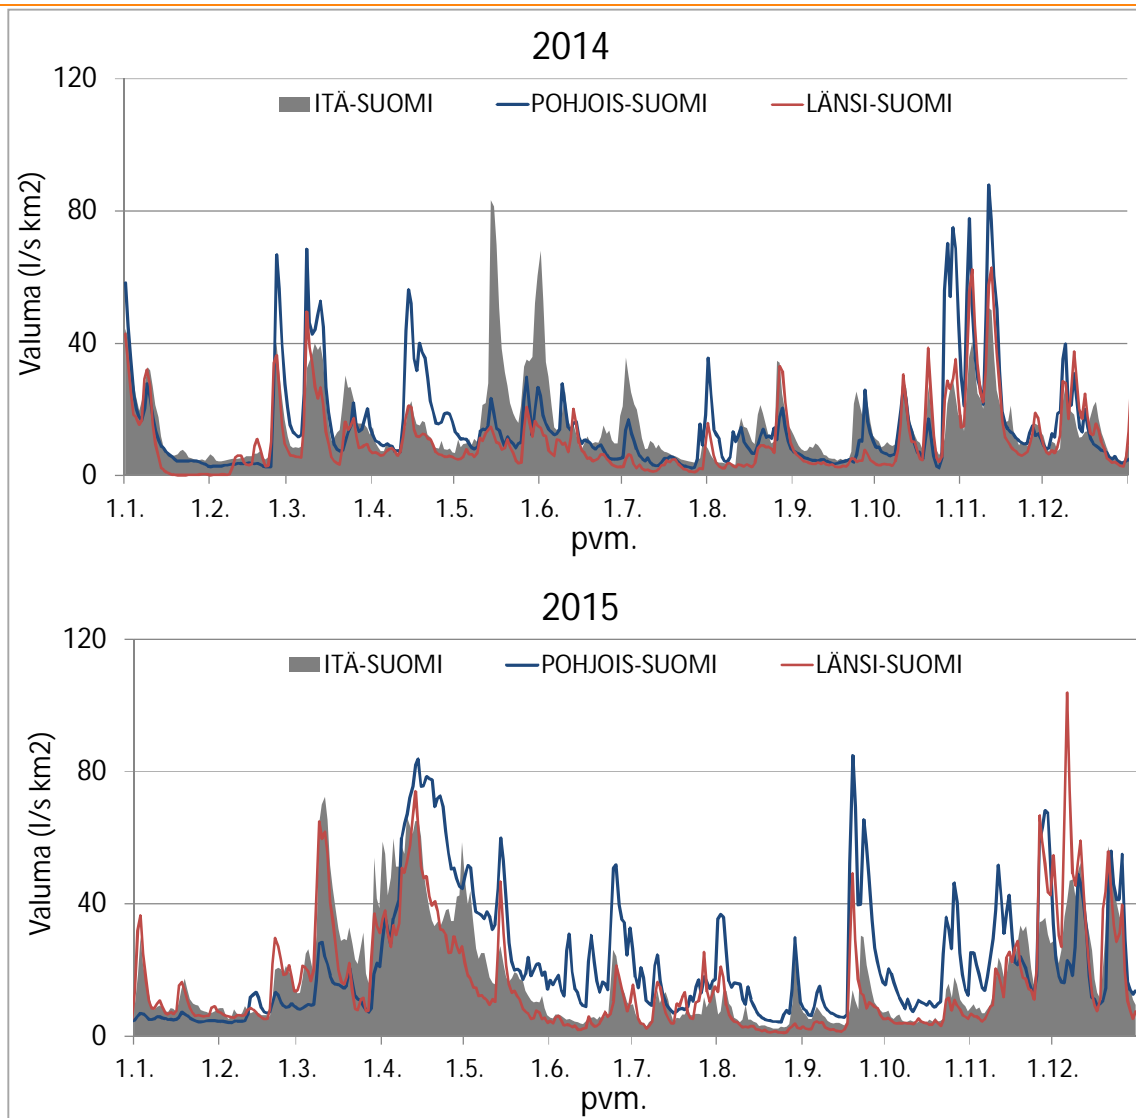 2014
120
ITÄ-SUOMI POHJOIS-SUOMI LÄNSI-SUOMI
80
Valuma (l/s km2)
40
0
1.1. 1.2. 1.3. 1.4. 1.5. 1.6. 1.7. 1.8. 1.9. 1.10. 1.11. 1.12.
pvm.
2015
120
ITÄ-SUOMI POHJOIS-SUOMI LÄNSI-SUOMI
80
Valuma (l/s km2)
40
0
1.1. 1.2. 1.3. 1.4. 1.5. 1.6. 1.7. 1.8. 1.9. 1.10. 1.11. 1.12.
pvm.